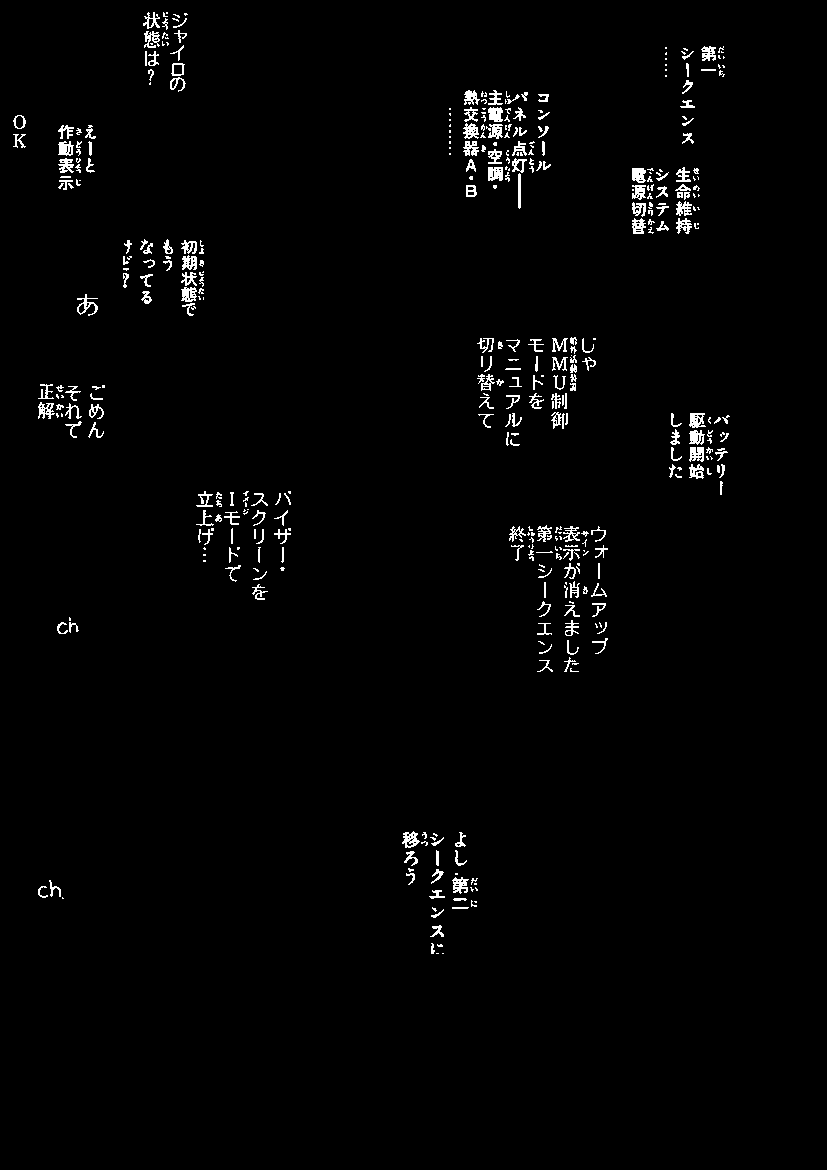 第一
シークエンス
……
生命維持
システム
電源切替
コンソール
パネル点灯――
主電源・空調・
熱交換器A・B
………
バッテリー
駆動開始
しました
じゃ
MMU制御
モードを
マニュアルに
切り替えて
ウォームアップ
表示が消えました
第一シークエンス
終了
ジャイロの
状態は?
えーと
作動表示
OK
初期状態で
もう
なってる
けど?
あ
ごめん
それで
正解
バイザー・
スクリーンを
Iモードで
立上げ…
ch
よし、第二
シークエンスに
移ろう
ch